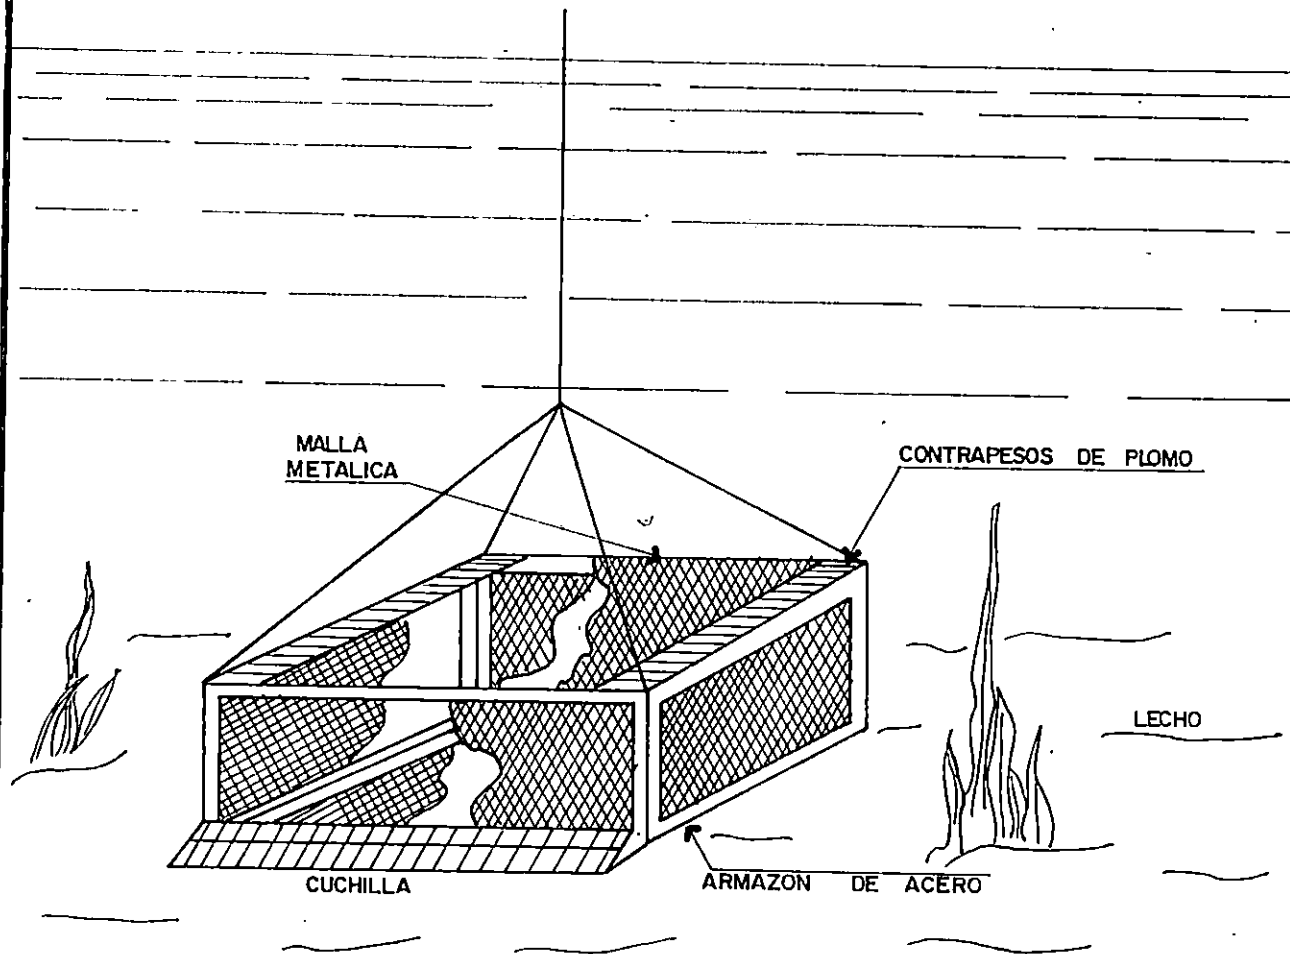 MALLA
METALICA
CONTRAPESOS DE PLOMO
LECHO
CUCHILLA
ARMAZON DE ACERO